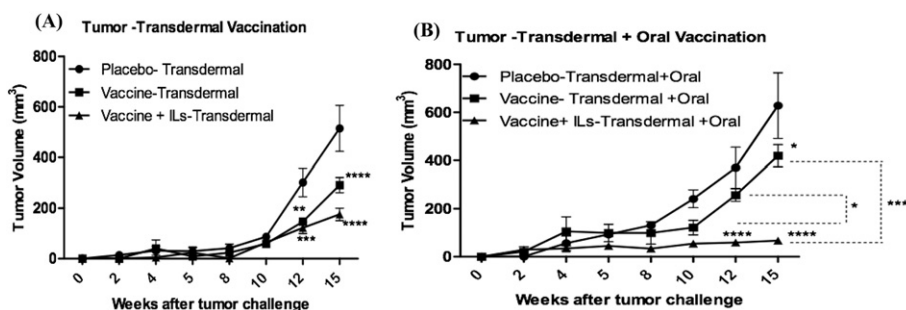 (A)
Tumor -Transdermal Vaccination
Tumor Volume (mm³)
800
600
400
200
0
Placebo- Transdermal
Vaccine-Transdermal
Vaccine + ILs-Transdermal
**
***
****
****
0 2 4 5 8 10 12 15
Weeks after tumor challenge
(B)
Tumor -Transdermal + Oral Vaccination
Tumor Volume (mm³)
800
600
400
200
0
Placebo-Transdermal+Oral
Vaccine- Transdermal +Oral
Vaccine+ ILs-Transdermal +Oral
*
*
***
****
****
0 2 4 5 8 10 12 15
Weeks after tumor challenge